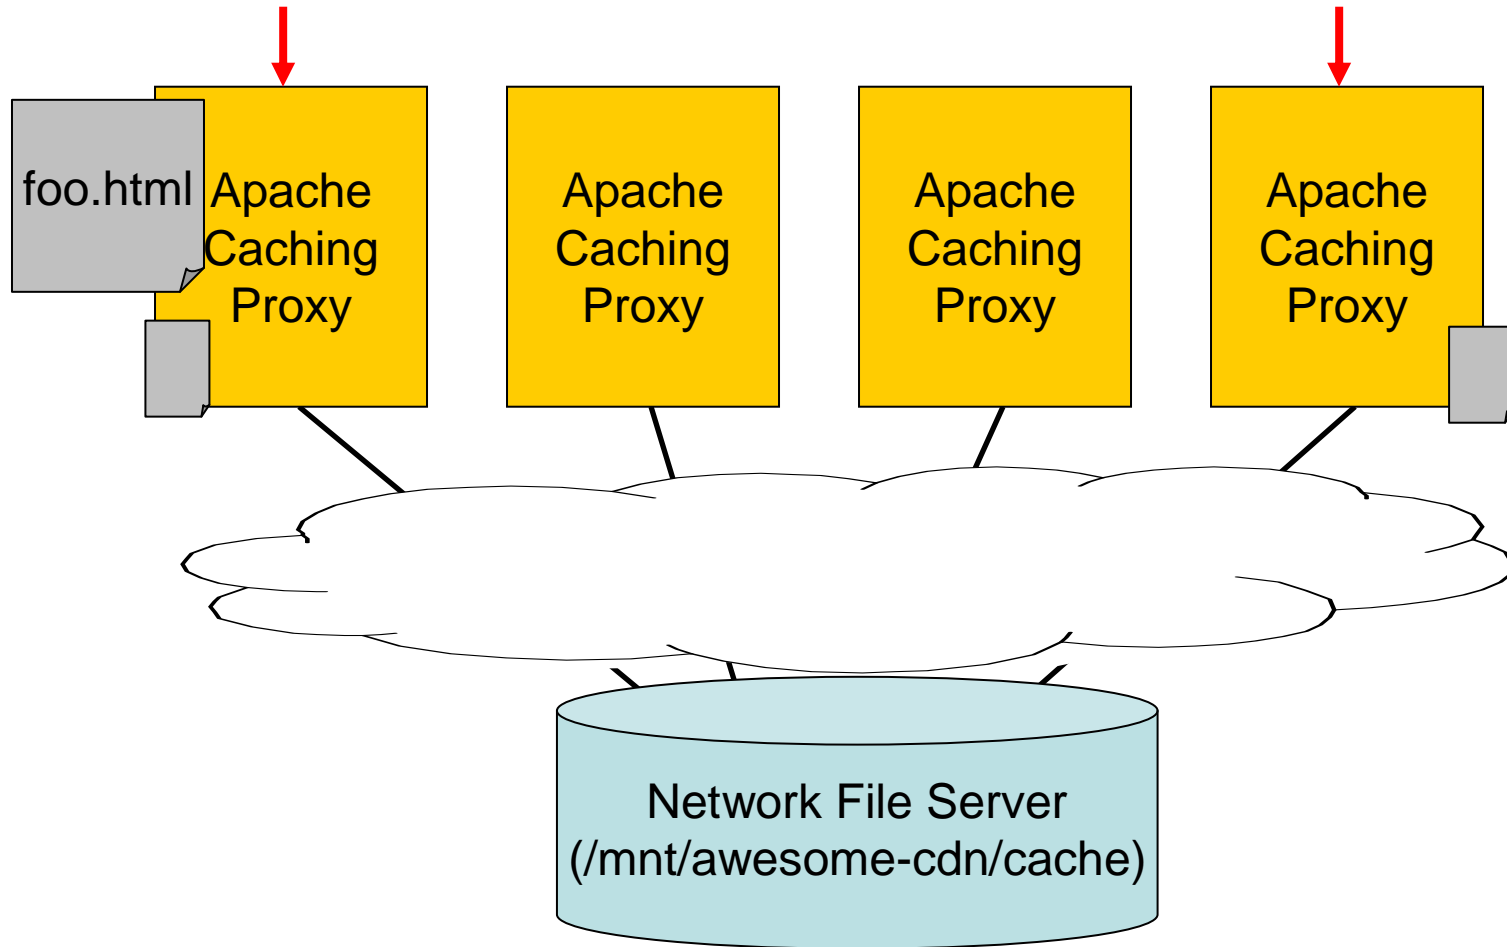 foo.html
Apache
Caching
Proxy
Apache
Caching
Proxy
Apache
Caching
Proxy
Apache
Caching
Proxy
Network File Server
(/mnt/awesome-cdn/cache)